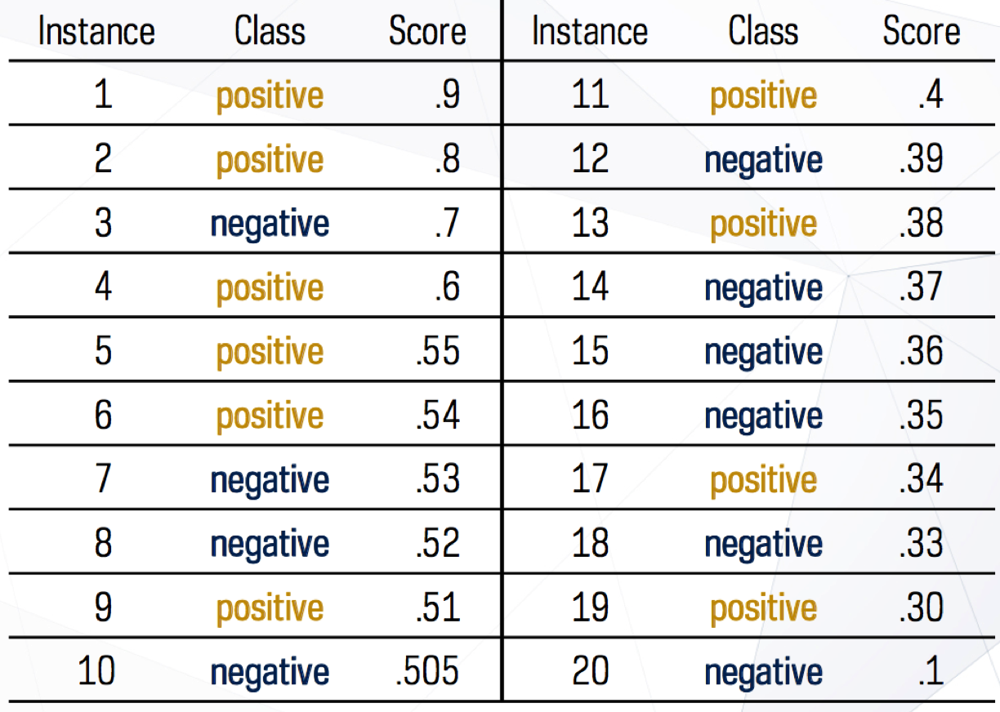 Instance Class Score Instance Class Score
1 positive .9 11 positive .4
2 positive .8 12 negative .39
3 negative .7 13 positive .38
4 positive .6 14 negative .37
5 positive .55 15 negative .36
6 positive .54 16 negative .35
7 negative .53 17 positive .34
8 negative .52 18 negative .33
9 positive .51 19 positive .30
10 negative .505 20 negative .1